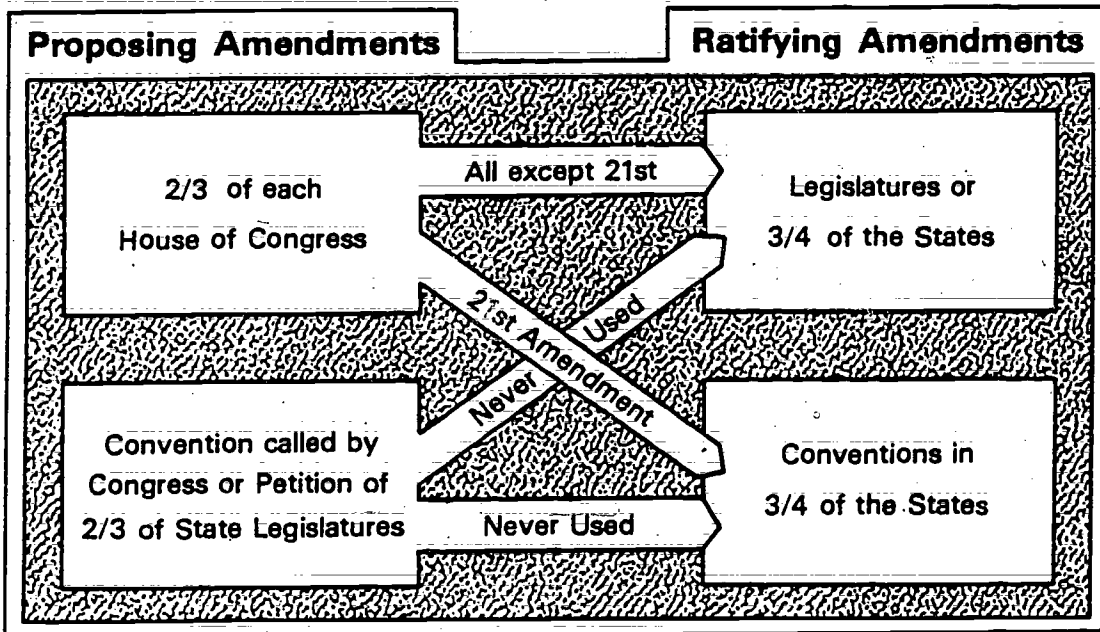 Proposing Amendments
Ratifying Amendments
2/3 of each
House of Congress
All except 21st
Legislatures or
3/4 of the States
21st Amendment
Never Used
Convention called by
Congress or Petition of
2/3 of State Legislatures
Never Used
Conventions in
3/4 of the States